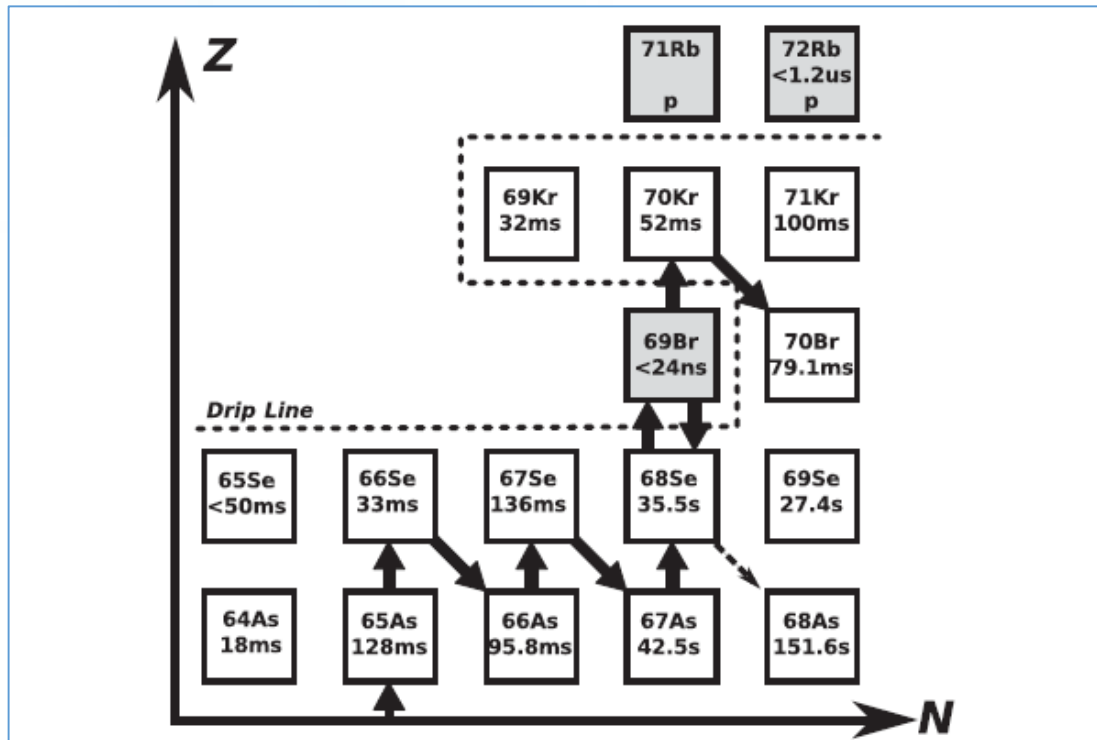 Z
71Rb
p
72Rb
<1.2us
p
69Kr
32ms
70Kr
52ms
71Kr
100ms
69Br
<24ns
70Br
79.1ms
Drip Line
65Se
<50ms
66Se
33ms
67Se
136ms
68Se
35.5s
69Se
27.4s
64As
18ms
65As
128ms
66As
95.8ms
67As
42.5s
68As
151.6s
N